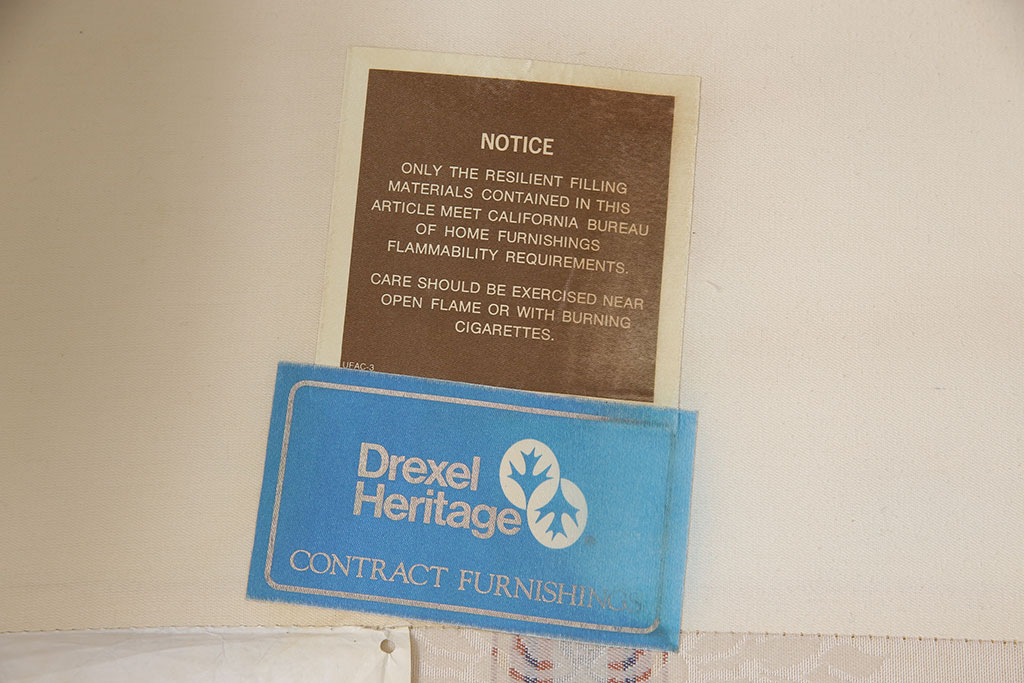 NOTICE
ONLY THE RESILIENT FILLING
MATERIALS CONTAINED IN THIS
ARTICLE MEET CALIFORNIA BUREAU
OF HOME FURNISHINGS
FLAMMABILITY REQUIREMENTS.
CARE SHOULD BE EXERCISED NEAR
OPEN FLAME OR WITH BURNING
CIGARETTES.
UFAC-3
Drexel
Heritage
®
CONTRACT FURNISHINGS